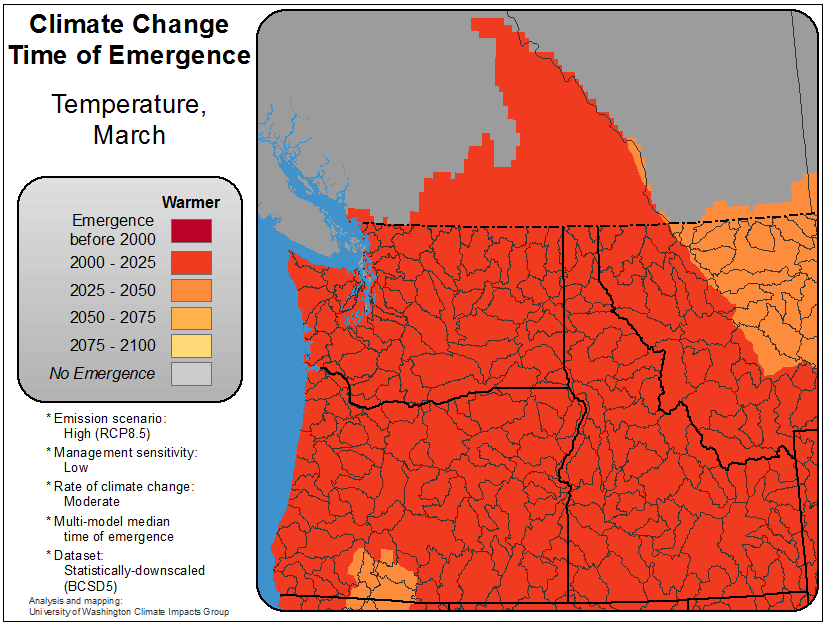 Climate Change
Time of Emergence
Temperature,
March
Warmer
Emergence
before 2000
2000 - 2025
2025 - 2050
2050 - 2075
2075 - 2100
No Emergence
* Emission scenario:
High (RCP8.5)
* Management sensitivity:
Low
* Rate of climate change:
Moderate
* Multi-model median
time of emergence
* Dataset:
Statistically-downscaled
(BCSD5)
Analysis and mapping:
University of Washington Climate Impacts Group